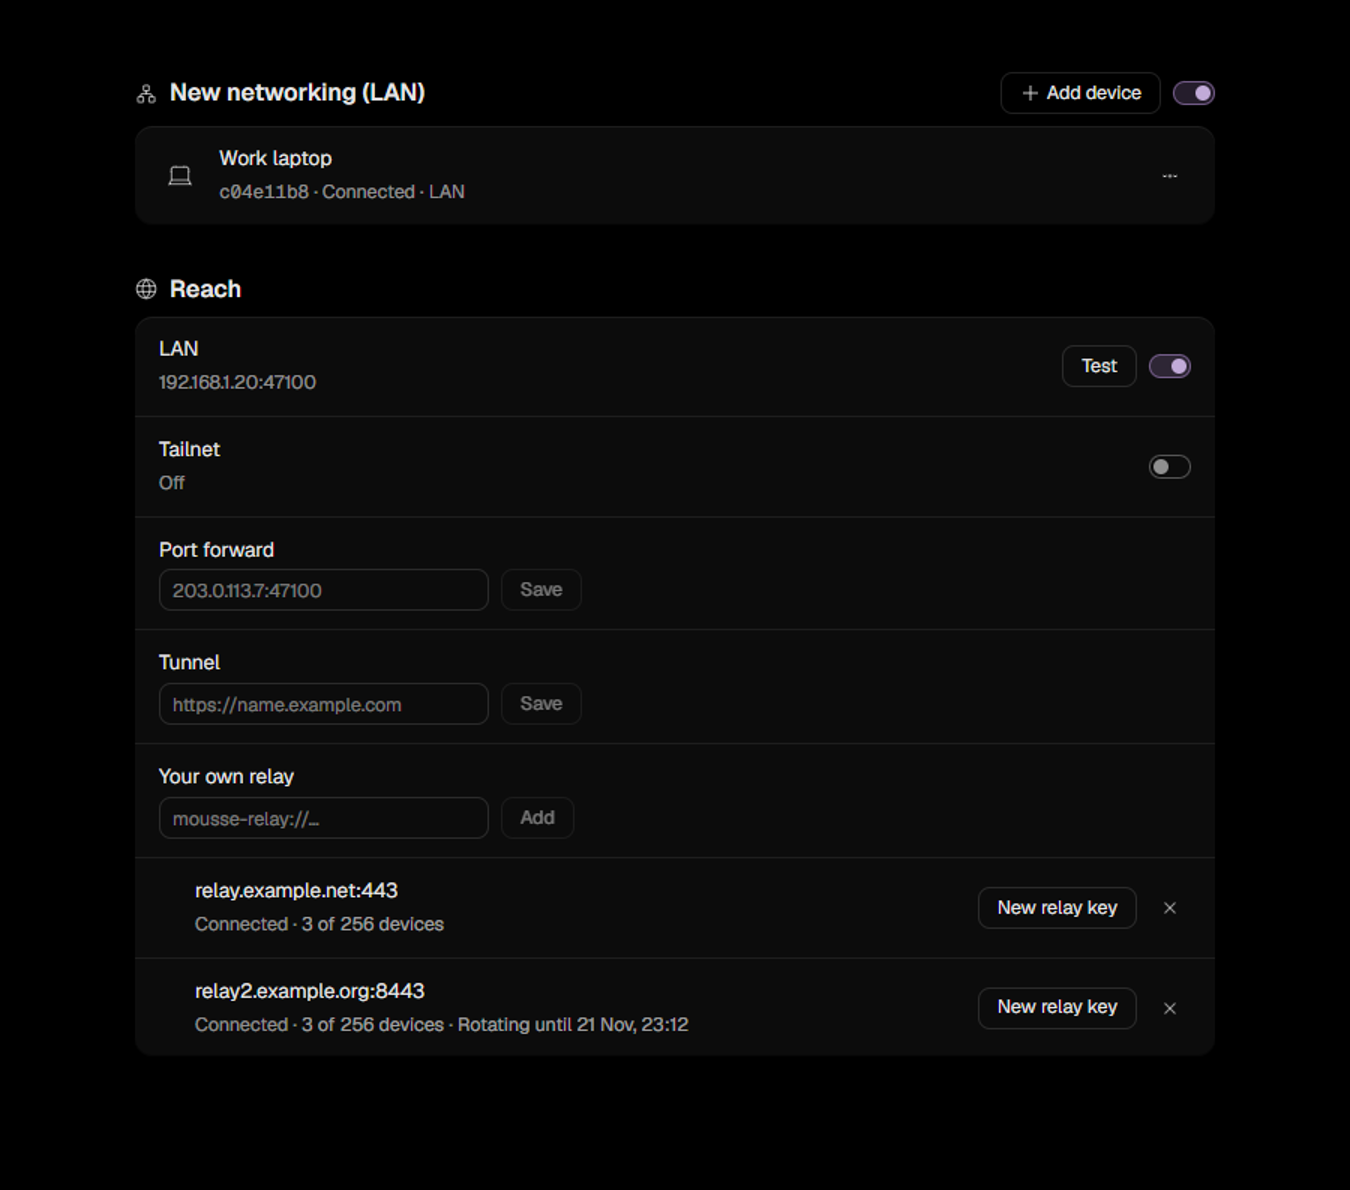 New networking (LAN)
+ Add device
Work laptop
c04e11b8 · Connected · LAN
Reach
LAN
192.168.1.20:47100
Test
Tailnet
Off
Port forward
203.0.113.7:47100
Save
Tunnel
https://name.example.com
Save
Your own relay
mousse-relay://…
Add
relay.example.net:443
Connected · 3 of 256 devices
New relay key
relay2.example.org:8443
Connected · 3 of 256 devices · Rotating until 21 Nov, 23:12
New relay key